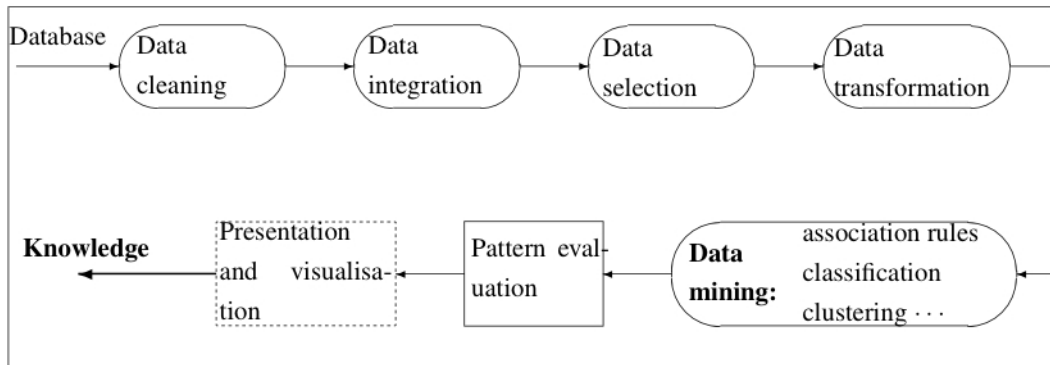 Database
Data
cleaning
Data
integration
Data
selection
Data
transformation
Knowledge
Presentation
and visualisa-
tion
Pattern eval-
uation
Data
mining:
association rules
classification
clustering · · ·